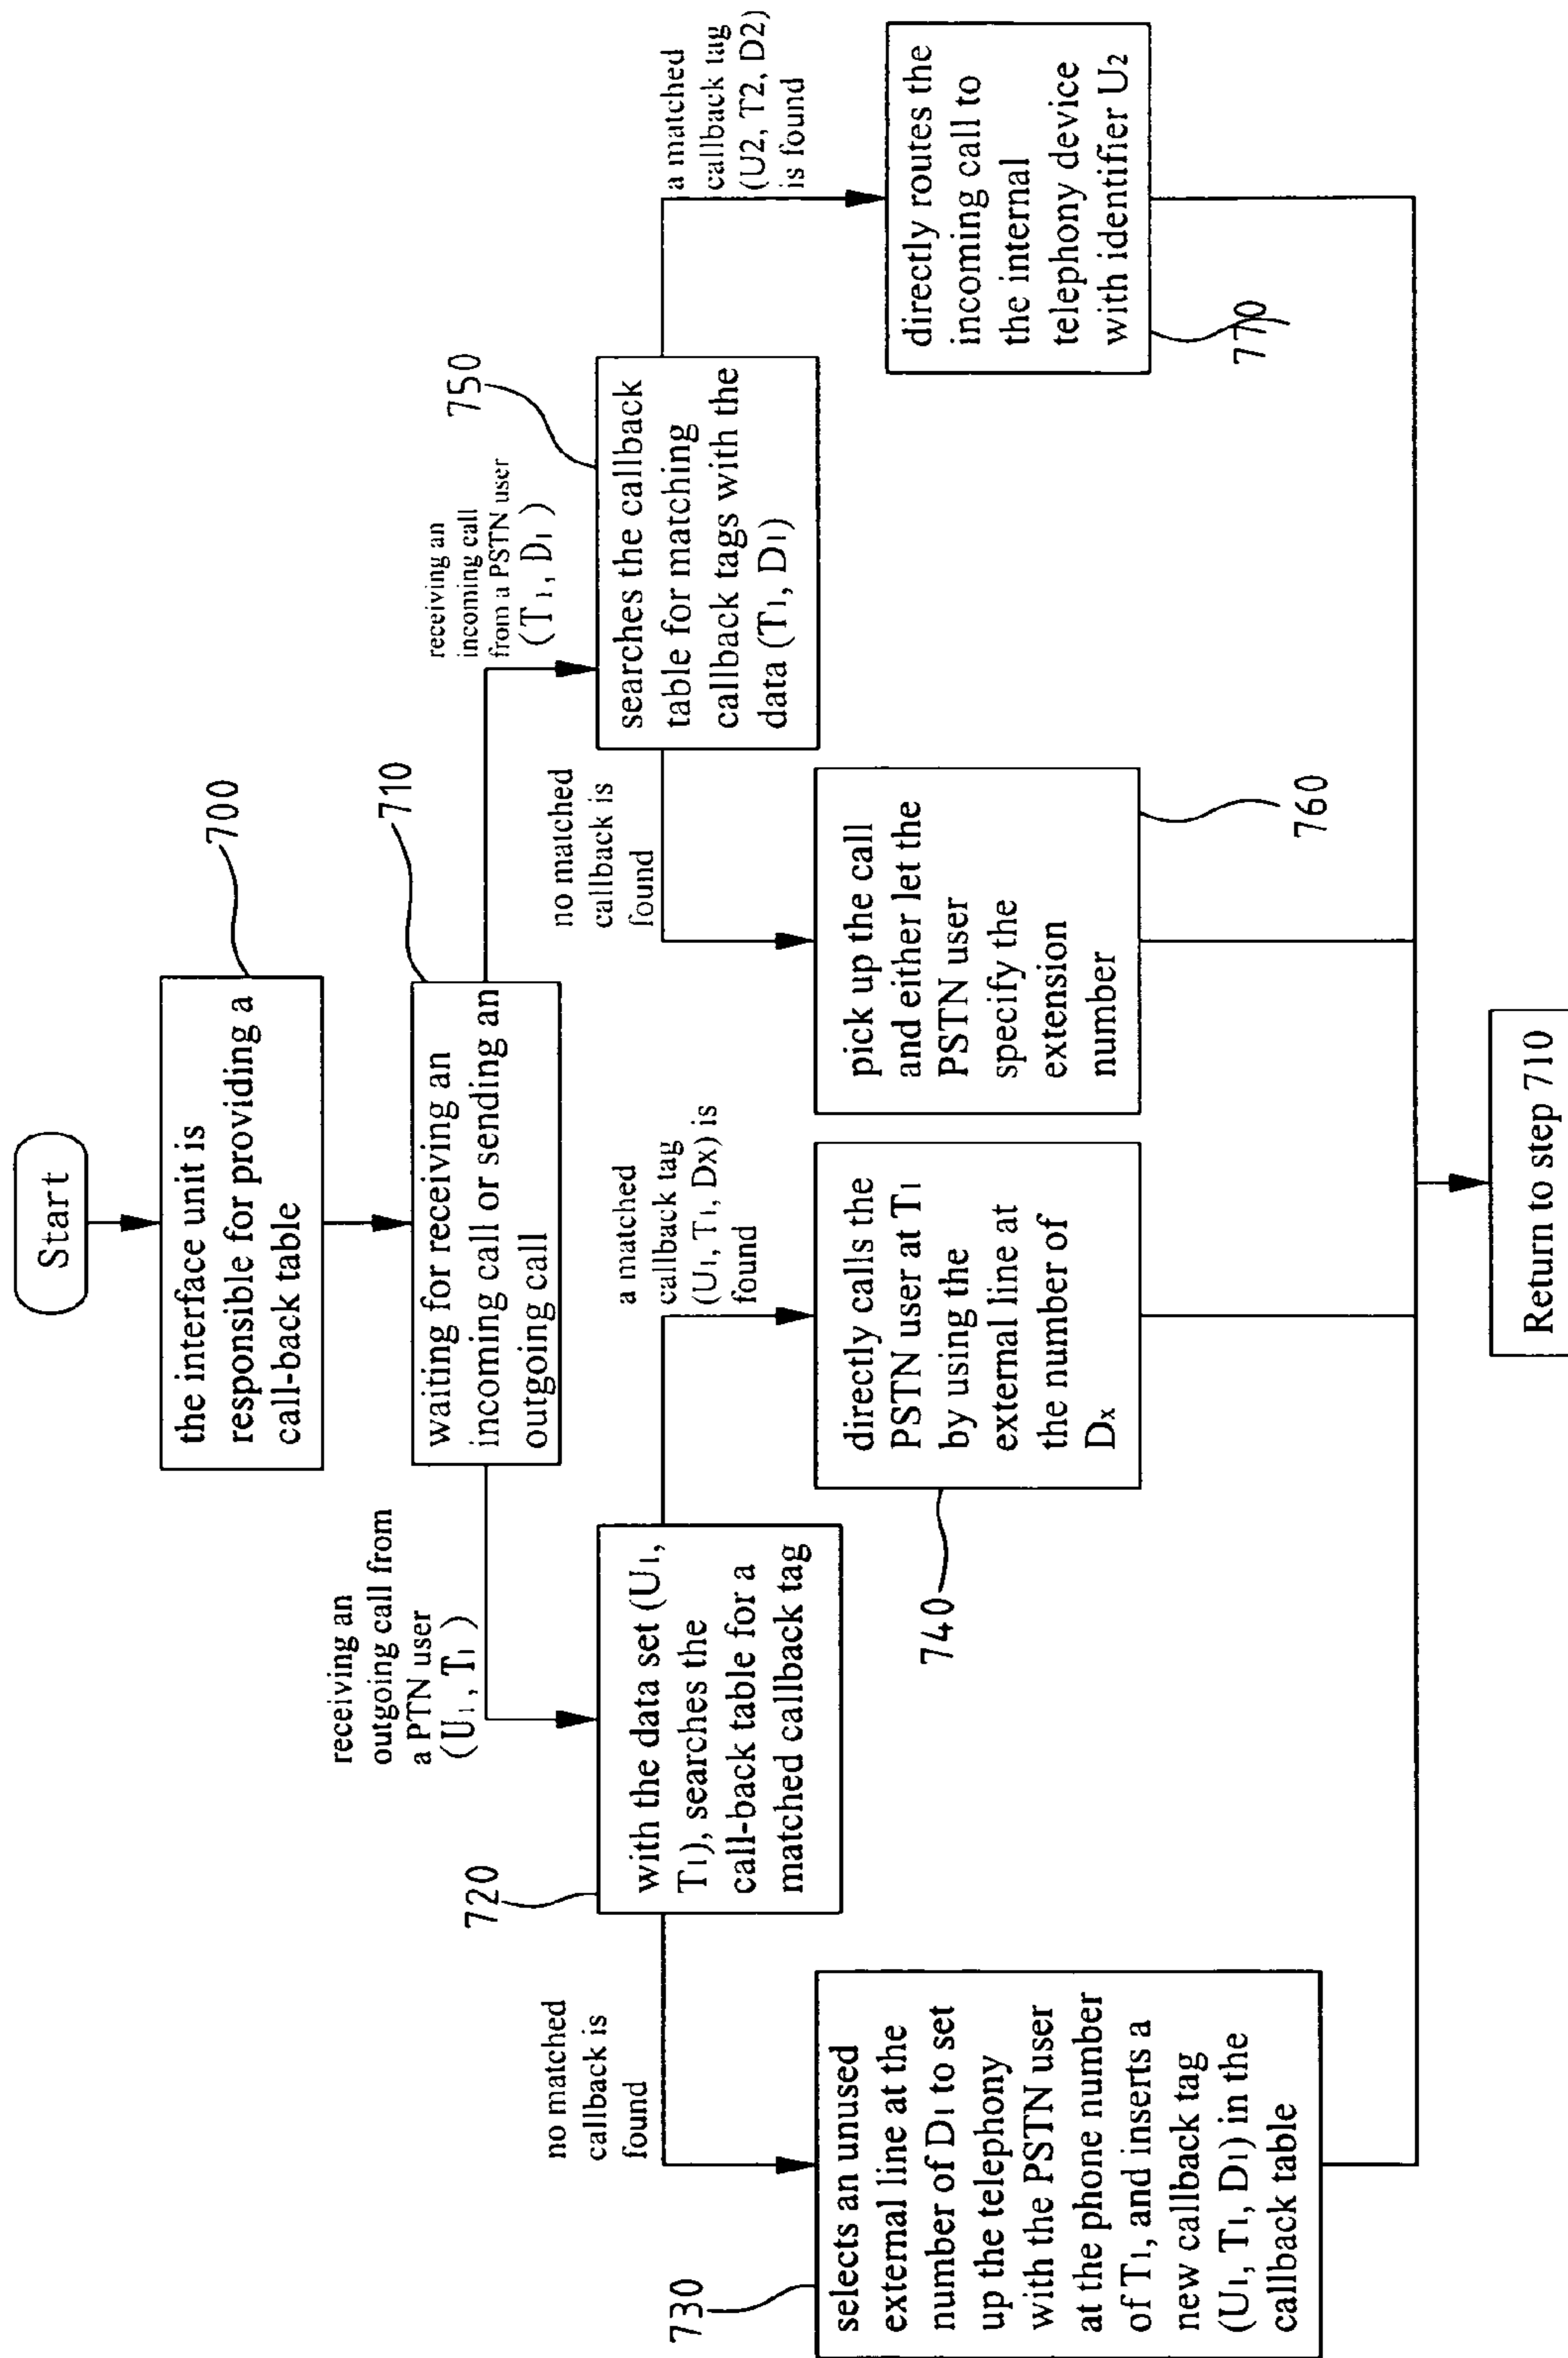 Start
the interface unit is
responsible for providing a
call-back table
700
waiting for receiving an
incoming call or sending an
outgoing call
710
receiving an
outgoing call from
a PTN user
(U1, T1)
receiving an
incoming call
from a PSTN user
(T1, D1)
720
with the data set (U1,
T1), searches the
call-back table for a
matched callback tag
750
searches the callback
table for matching
callback tags with the
data (T1, D1)
no matched
callback is
found
a matched
callback tag
(U1, T1, Dx) is
found
no matched
callback is
found
a matched
callback tag
(U2, T2, D2)
is found
730
selects an unused
external line at the
number of D1 to set
up the telephony
with the PSTN user
at the phone number
of T1, and inserts a
new callback tag
(U1, T1, D1) in the
callback table
740
directly calls the
PSTN user at T1
by using the
external line at
the number of
Dx
pick up the call
and either let the
PSTN user
specify the
extension
number
760
directly routes the
incoming call to
the internal
telephony device
with identifier U2
770
Return to step 710